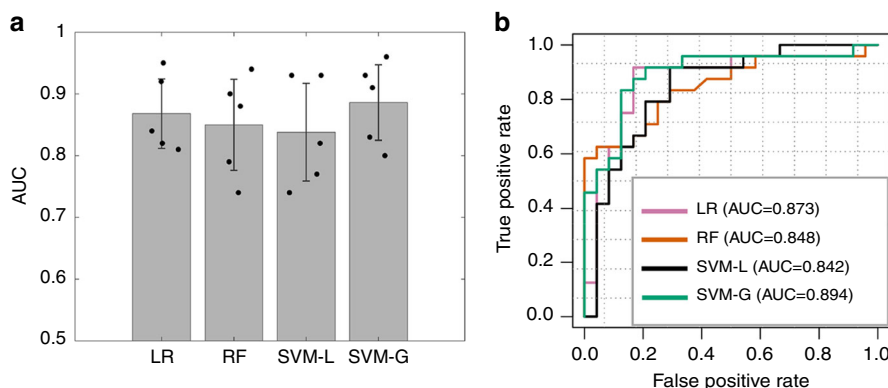 a
1
0.9
0.8
0.7
0.6
0.5
AUC
LR RF SVM-L SVM-G
b
1.0
0.8
0.6
0.4
0.2
0.0
True positive rate
LR (AUC=0.873)
RF (AUC=0.848)
SVM-L (AUC=0.842)
SVM-G (AUC=0.894)
0.0 0.2 0.4 0.6 0.8 1.0
False positive rate